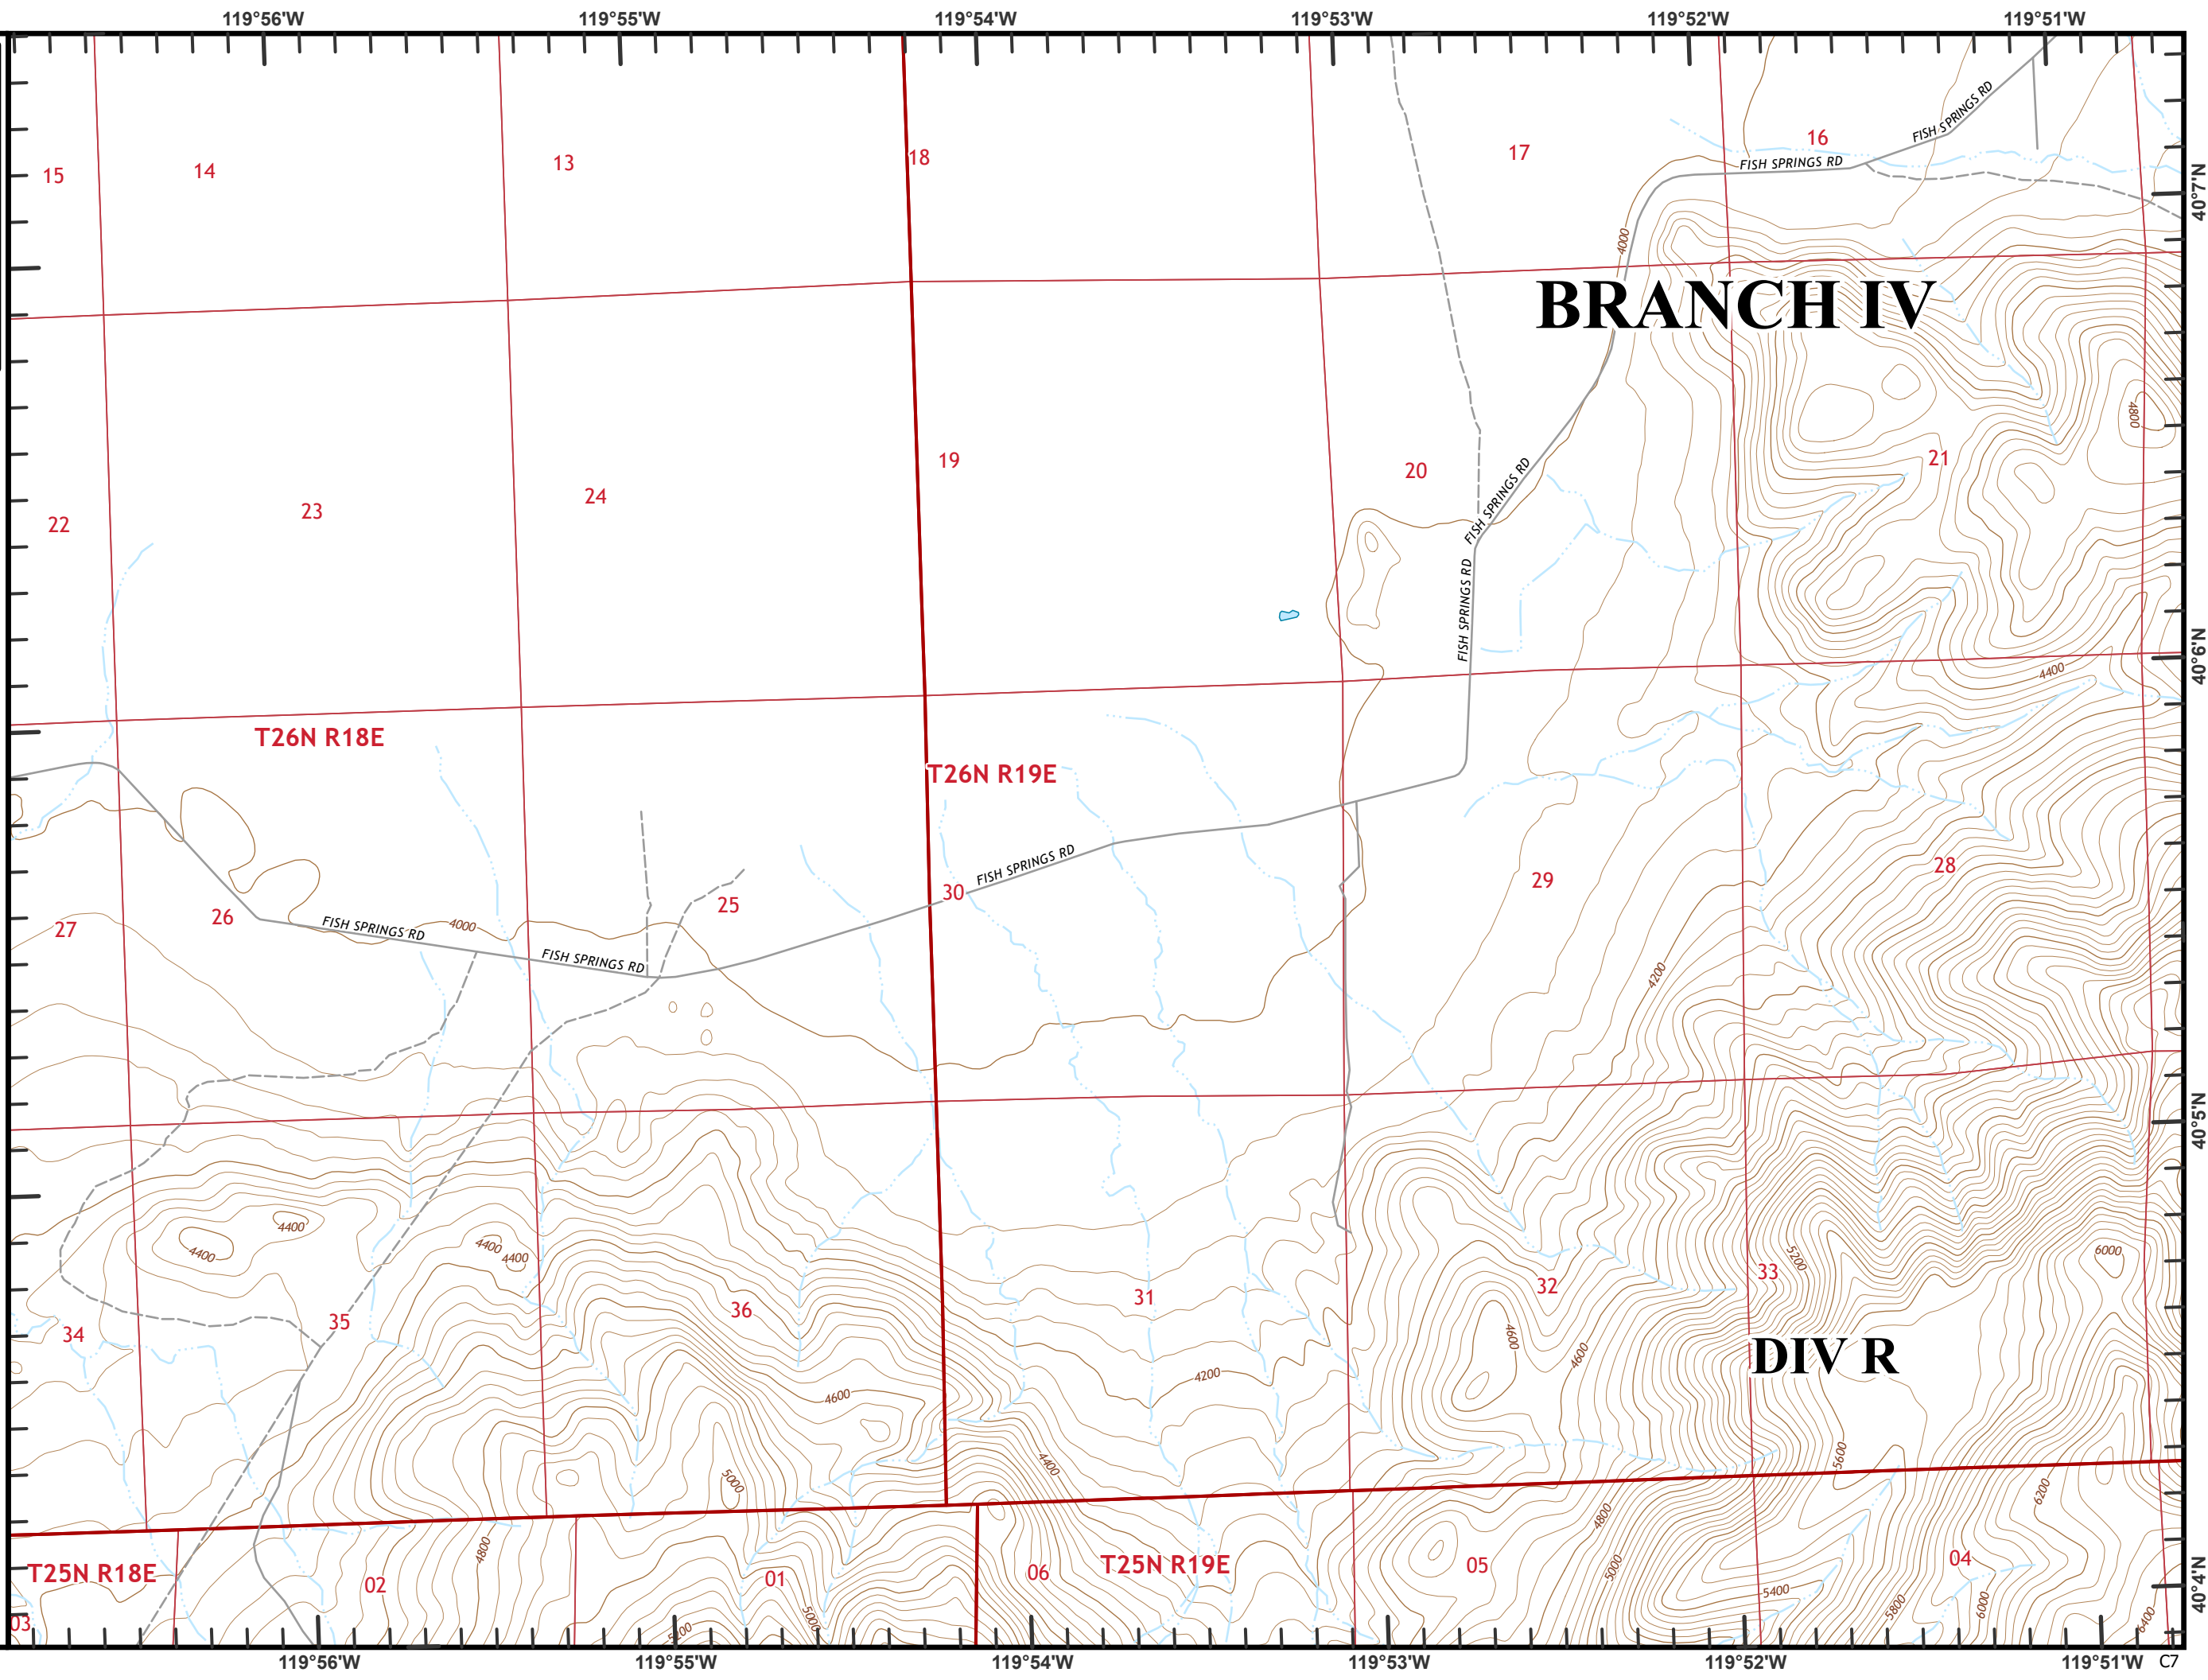 119°56'W 119°55'W 119°54'W 119°53'W 119°52'W 119°51'W
FISH SPRINGS RD
16
15 14 13 18 17
FISH SPRINGS RD
40°7'N
4000
BRANCH IV
4800
22 23 24 19 20 21
FISH SPRINGS RD
FISH SPRINGS RD
40°6'N
4400
T26N R18E
T26N R19E
FISH SPRINGS RD
27 26 25 30 29 28
FISH SPRINGS RD
4000
FISH SPRINGS RD
4200
40°5'N
4400
4400
4400
4400
5200
6000
34 35 36 31 32 33
4600
4600
DIV R
4200
4600
5000
4400
5600
6200
4800
4800
5000
T25N R18E
T25N R19E
03 02 01 06 05 04
5400
5800
6000
5000
5200
6400
40°4'N
119°56'W 119°55'W 119°54'W 119°53'W 119°52'W 119°51'W
C7